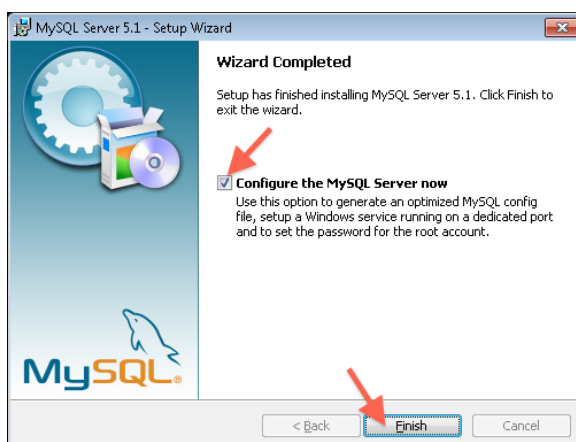 MySQL Server 5.1 - Setup Wizard
Wizard Completed
Setup has finished installing MySQL Server 5.1. Click Finish to
exit the wizard.
Configure the MySQL Server now
Use this option to generate an optimized MySQL config
file, setup a Windows service running on a dedicated port
and to set the password for the root account.
MySQL®
< Back
Finish
Cancel